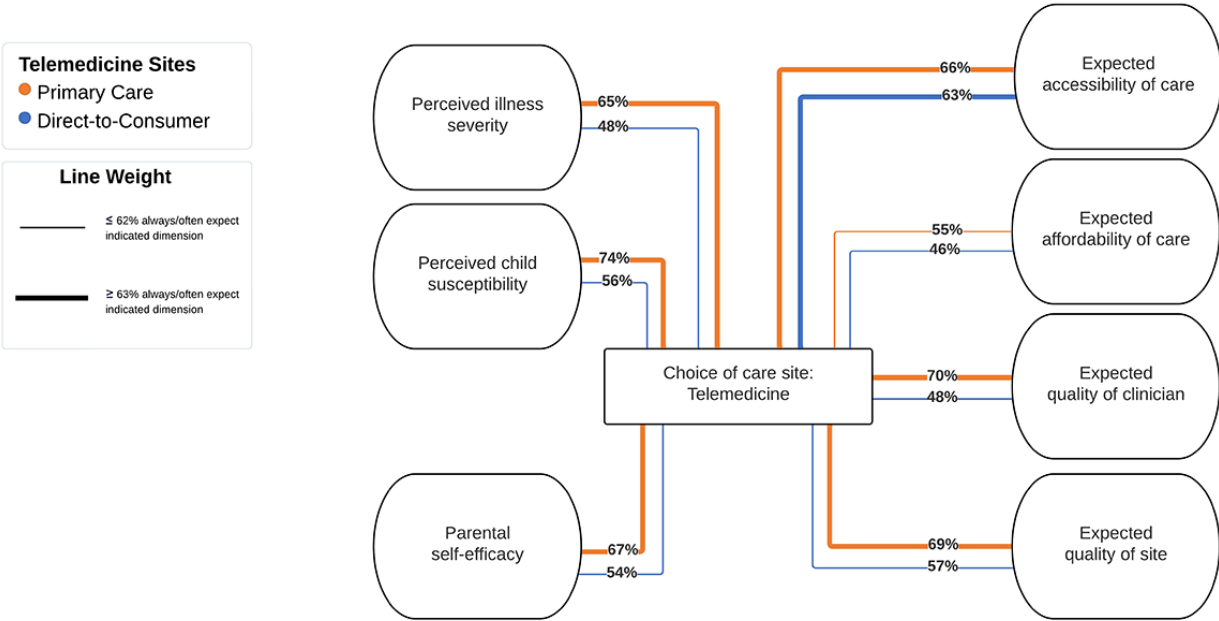 Telemedicine Sites
Primary Care
Direct-to-Consumer
Line Weight
≤ 62% always/often expect
indicated dimension
≥ 63% always/often expect
indicated dimension
Perceived illness
severity
65%
48%
Perceived child
susceptibility
74%
56%
Parental
self-efficacy
67%
54%
Choice of care site:
Telemedicine
66%
63%
Expected
accessibility of care
55%
46%
Expected
affordability of care
70%
48%
Expected
quality of clinician
69%
57%
Expected
quality of site